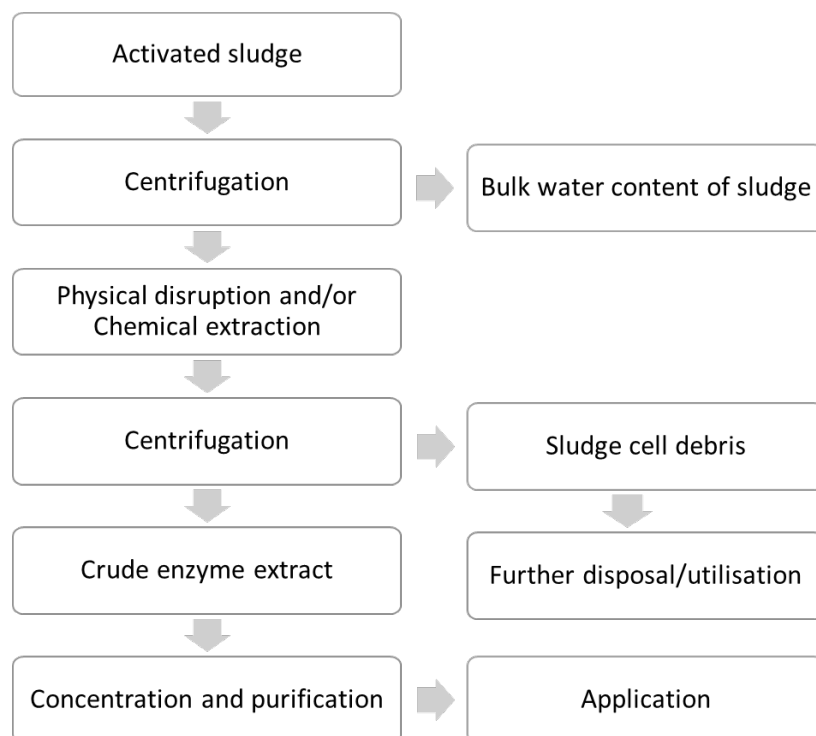 Activated sludge
Centrifugation
Bulk water content of sludge
Physical disruption and/or
Chemical extraction
Centrifugation
Sludge cell debris
Crude enzyme extract
Further disposal/utilisation
Concentration and purification
Application